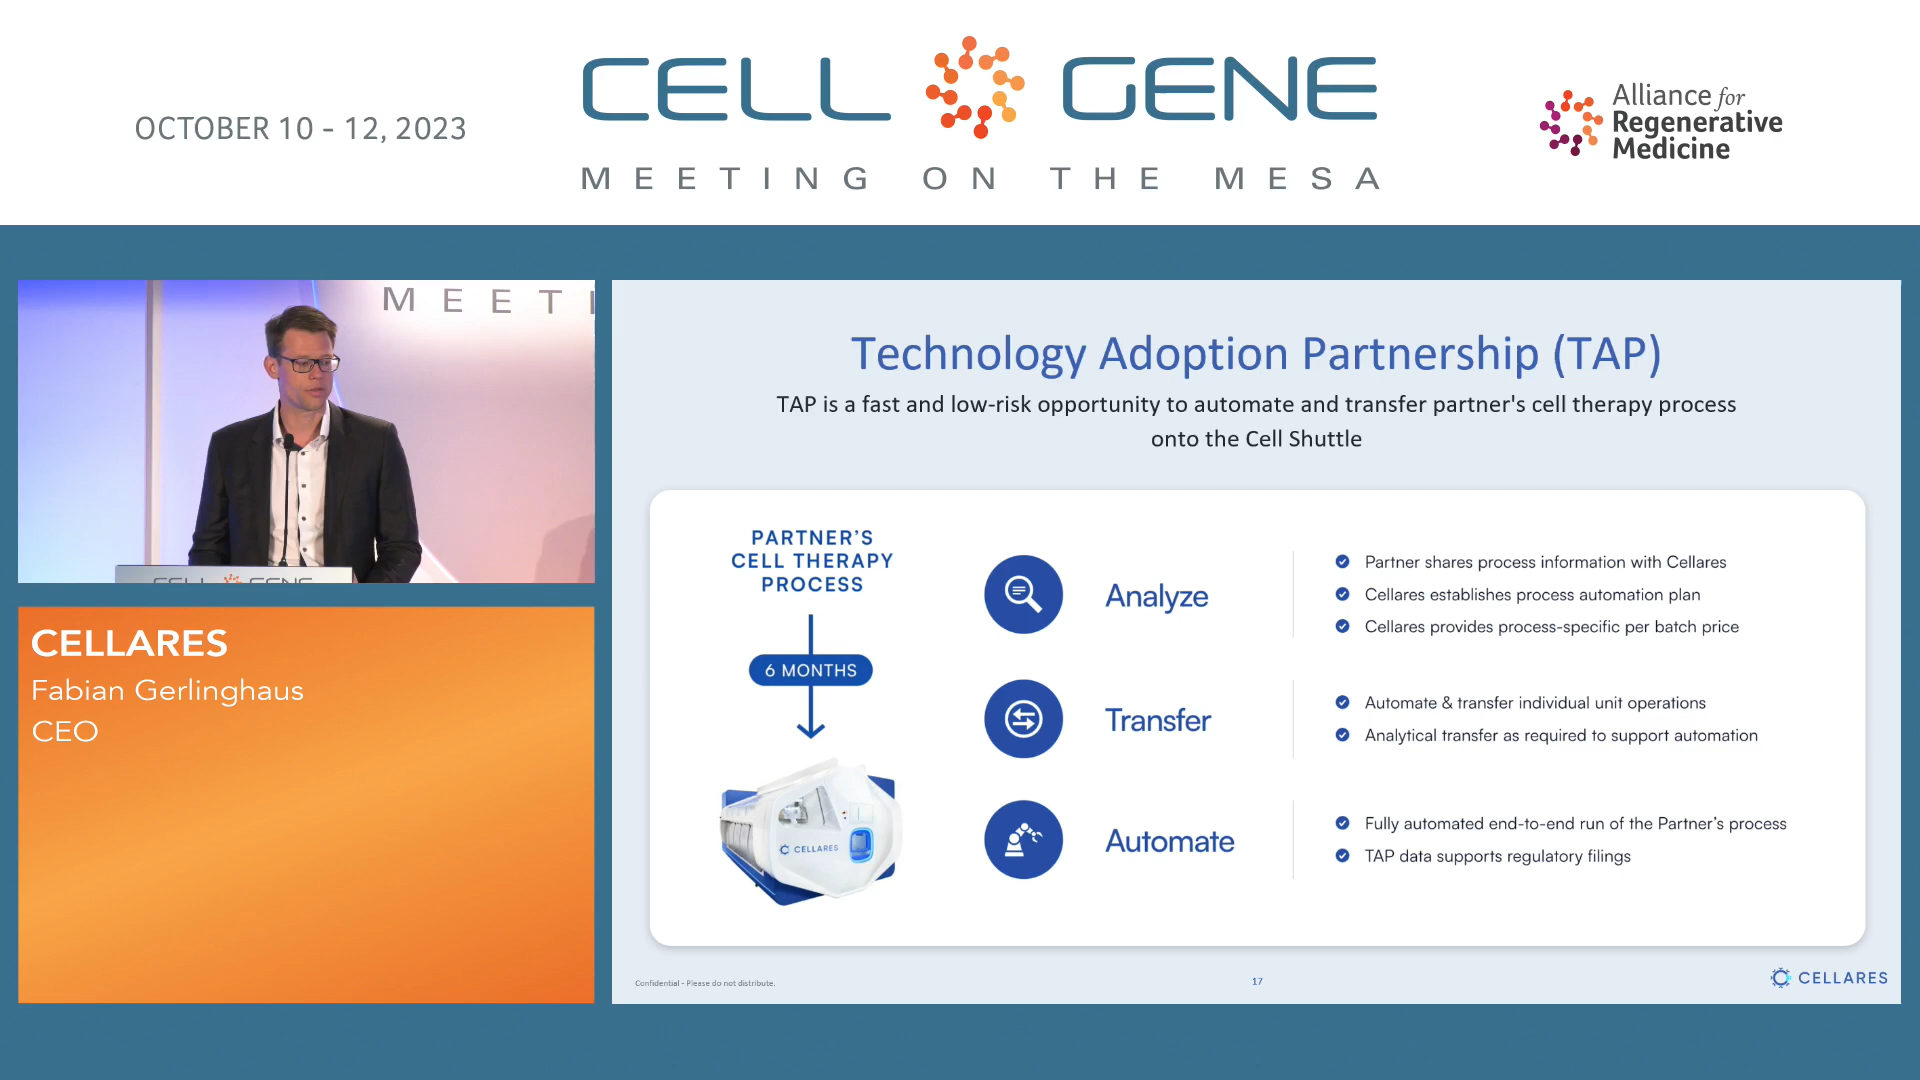 OCTOBER 10 - 12, 2023
CELL GENE
MEETING ON THE MESA
Alliance for
Regenerative
Medicine
MEETI
CELL GENE
CELLARES
Fabian Gerlinghaus
CEO
Technology Adoption Partnership (TAP)
TAP is a fast and low-risk opportunity to automate and transfer partner's cell therapy process
onto the Cell Shuttle
PARTNER'S
CELL THERAPY
PROCESS
6 MONTHS
CELLARES
Analyze
Partner shares process information with Cellares
Cellares establishes process automation plan
Cellares provides process-specific per batch price
Transfer
Automate & transfer individual unit operations
Analytical transfer as required to support automation
Automate
Fully automated end-to-end run of the Partner's process
TAP data supports regulatory filings
Confidential - Please do not distribute.
17
CELLARES